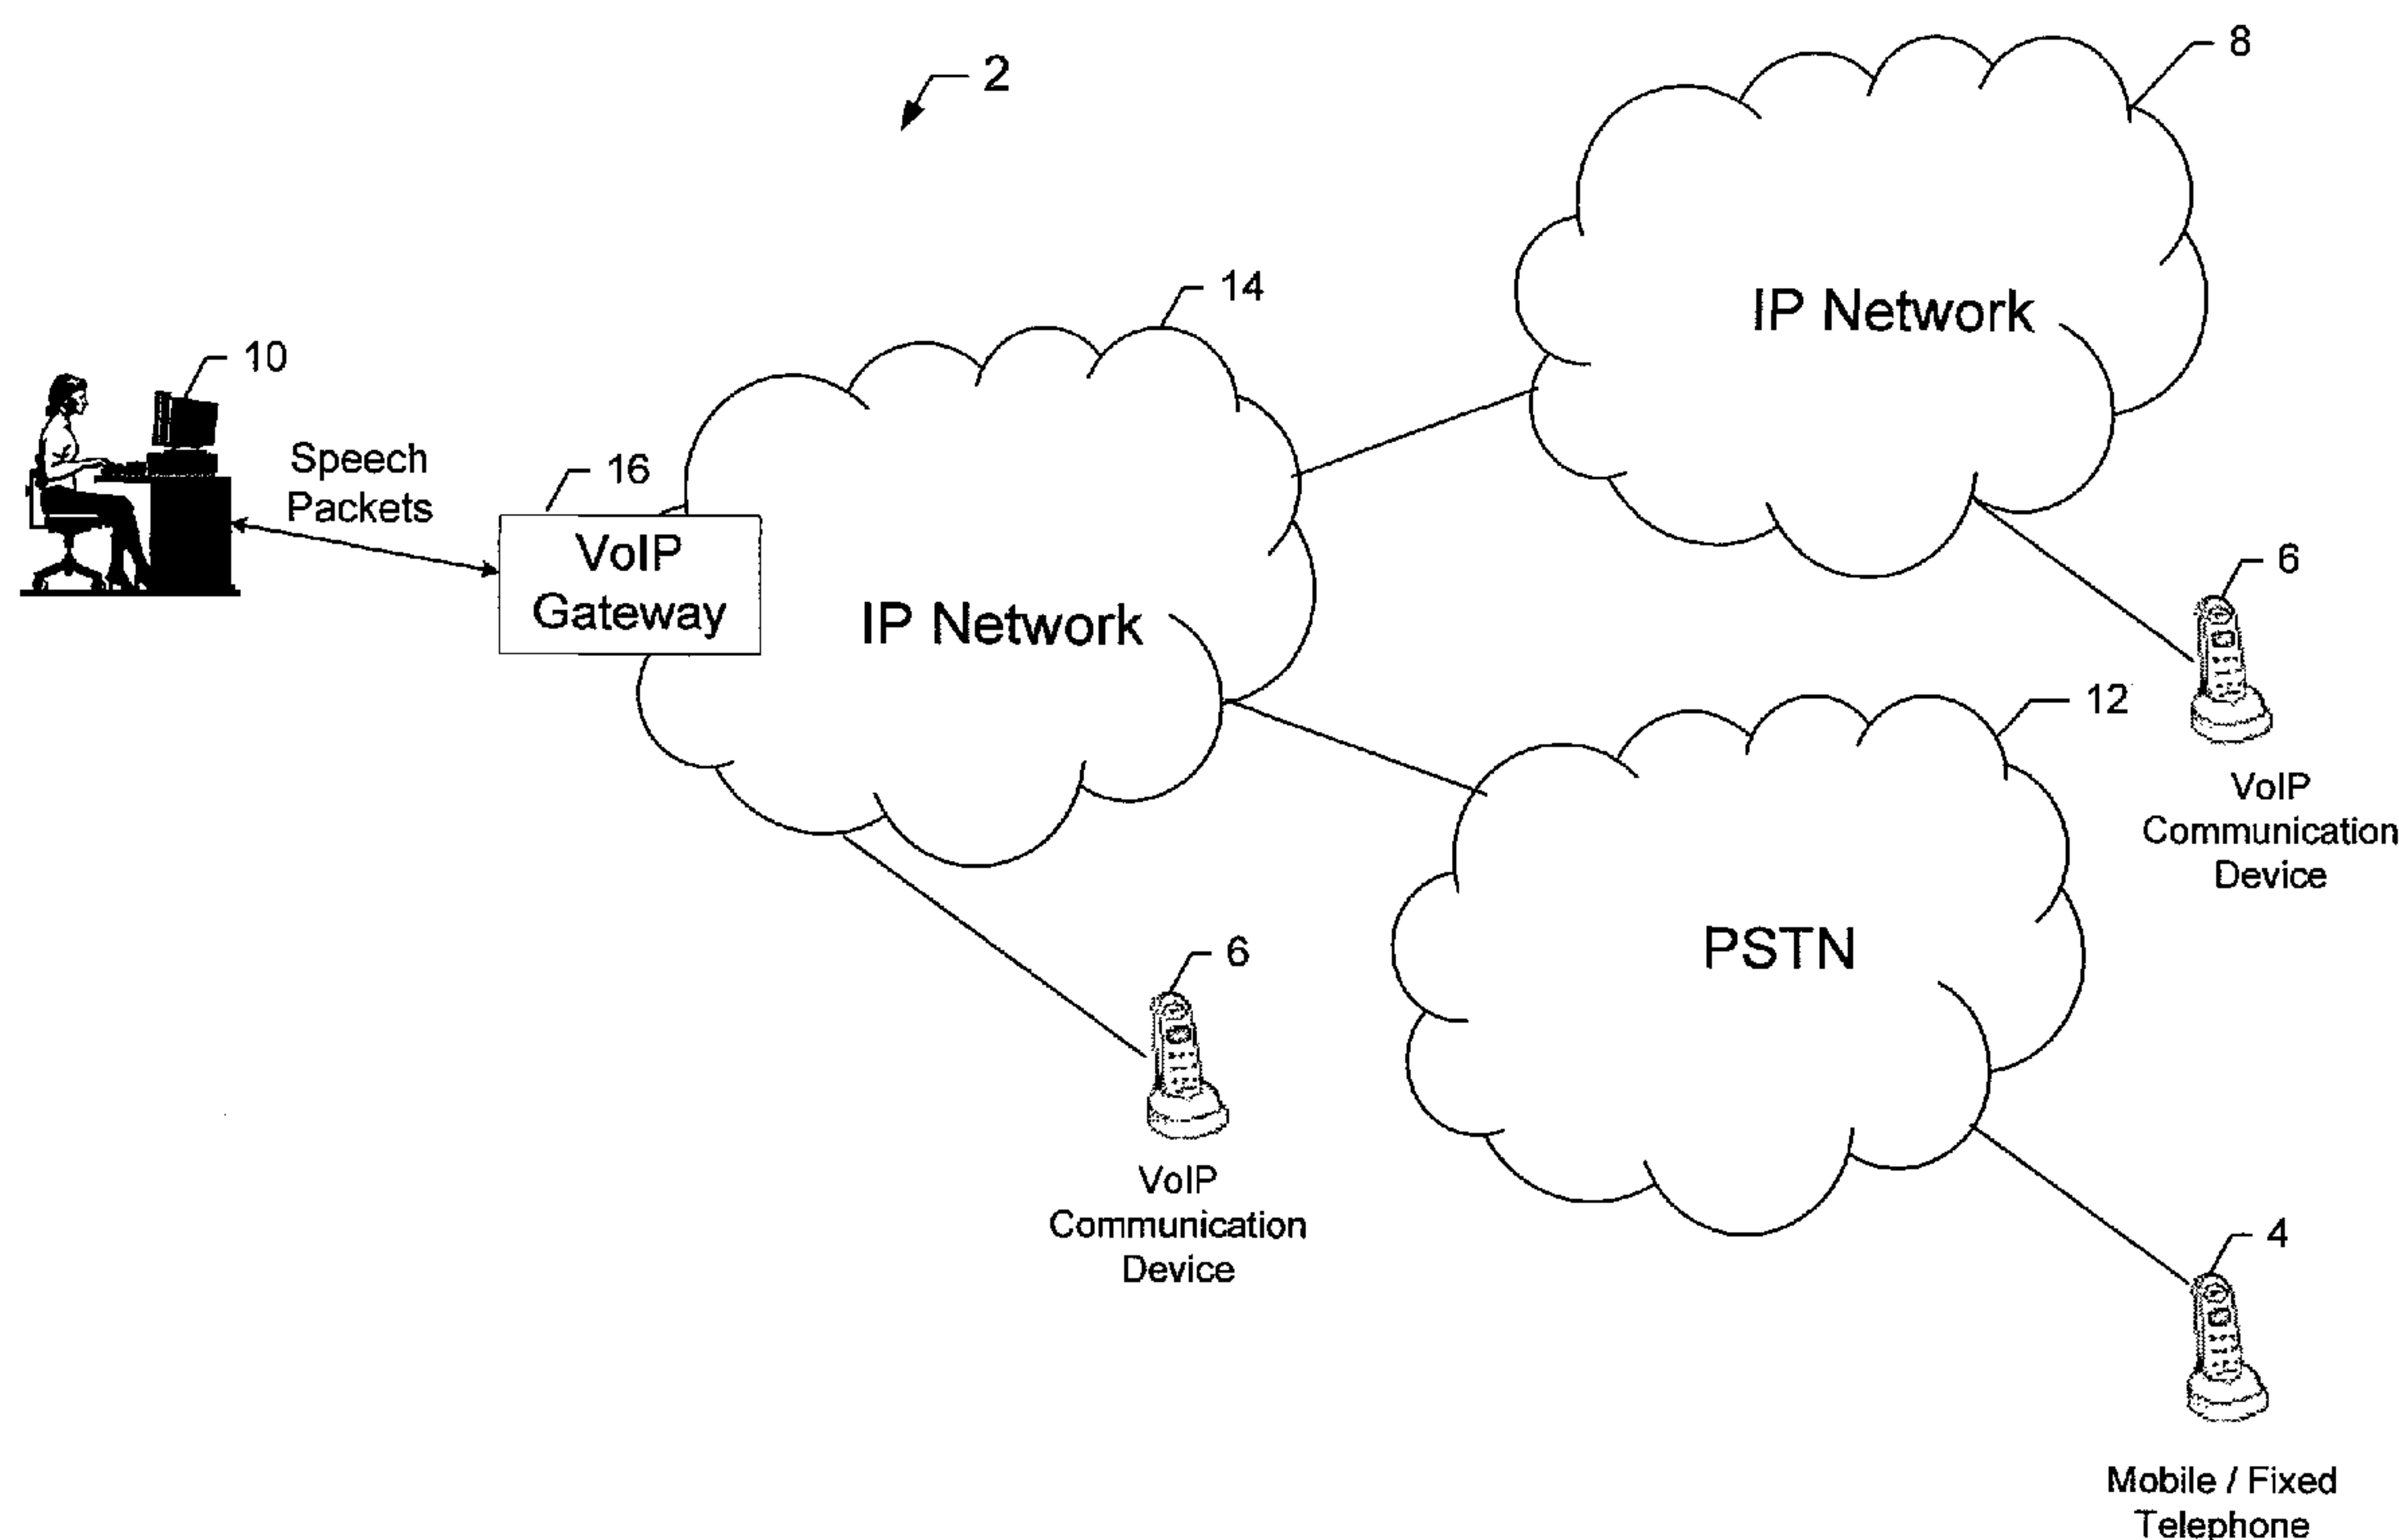 2
8
IP Network
14
10
Speech
Packets
16
VoIP
Gateway
IP Network
6
VoIP
Communication
Device
12
PSTN
6
VoIP
Communication
Device
4
Mobile / Fixed
Telephone